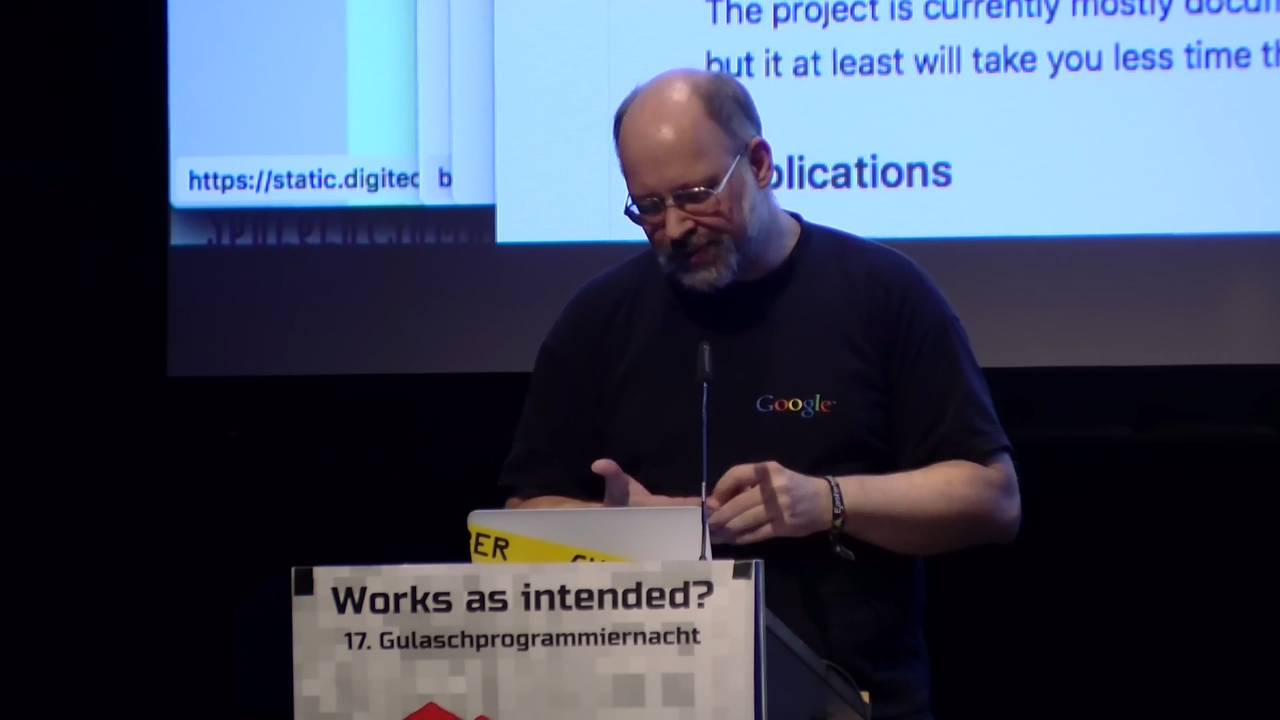 The project is currently mostly
but it at least will take you less time
https://static.digitec b
plications
Google
ER
Works as intended?
17. Gulaschprogrammiernacht